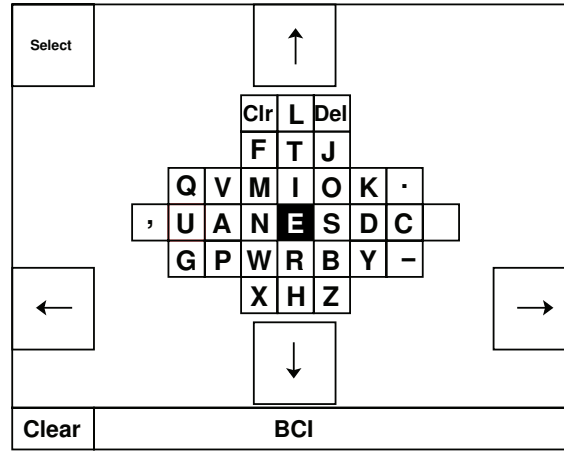 Select ↑
Clr L Del
F T J
Q V M I O K .
, U A N E S D C
G P W R B Y –
← X H Z →
↓
Clear BCI